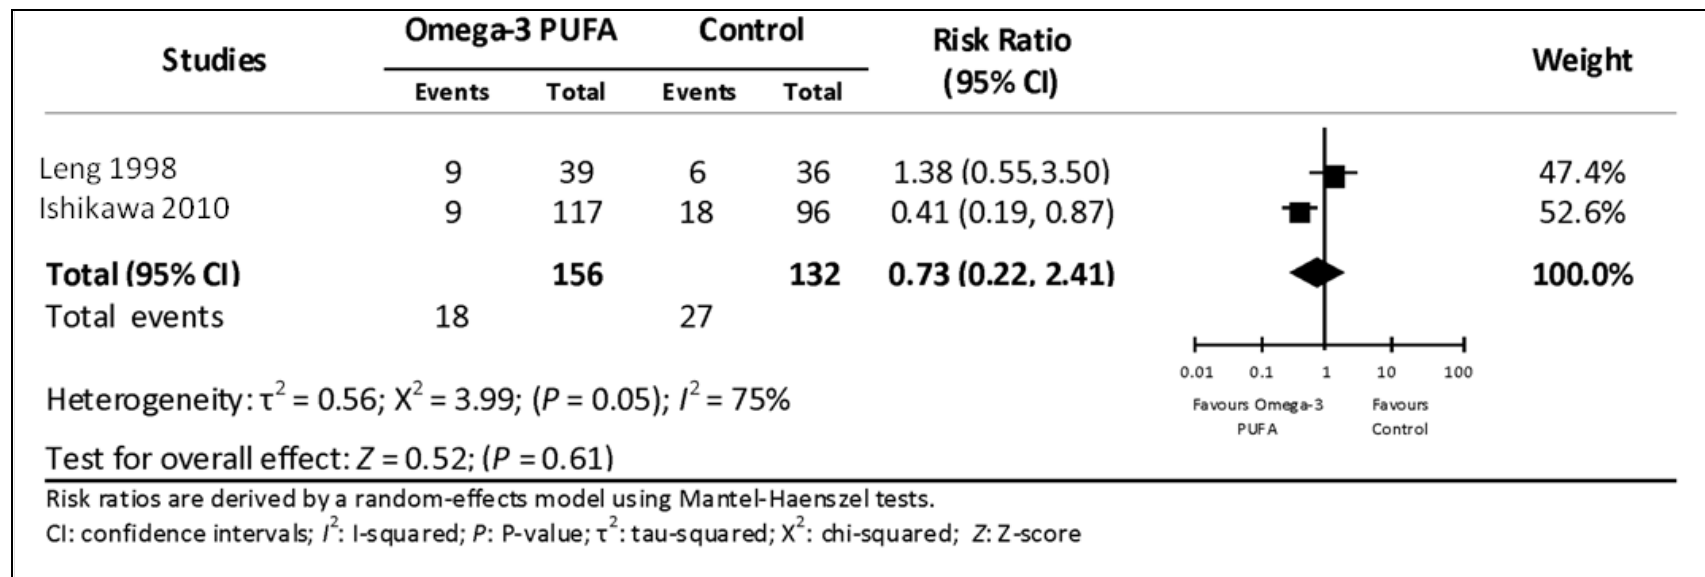 Studies Omega-3 PUFA Control Risk Ratio (95% CI) Weight
Events Total Events Total
Leng 1998 9 39 6 36 1.38 (0.55,3.50) 47.4%
Ishikawa 2010 9 117 18 96 0.41 (0.19, 0.87) 52.6%
Total (95% CI) 156 132 0.73 (0.22, 2.41) 100.0%
Total events 18 27
0.01 0.1 1 10 100
Favours Omega-3 PUFA Favours Control
Heterogeneity: τ² = 0.56; X² = 3.99; (P = 0.05); I² = 75%
Test for overall effect: Z = 0.52; (P = 0.61)
Risk ratios are derived by a random-effects model using Mantel-Haenszel tests.
CI: confidence intervals; I²: I-squared; P: P-value; τ²: tau-squared; X²: chi-squared; Z: Z-score